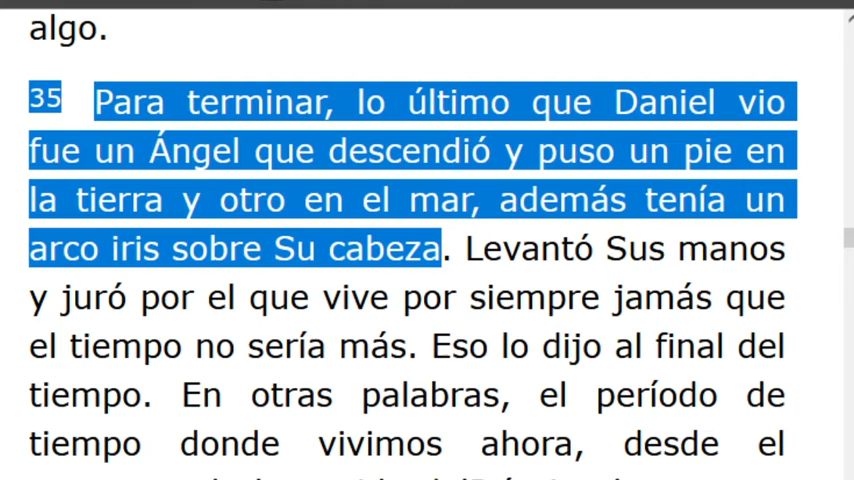 algo.
35 Para terminar, lo último que Daniel vio
fue un Ángel que descendió y puso un pie en
la tierra y otro en el mar, además tenía un
arco iris sobre Su cabeza. Levantó Sus manos
y juró por el que vive por siempre jamás que
el tiempo no sería más. Eso lo dijo al final del
tiempo. En otras palabras, el período de
tiempo donde vivimos ahora, desde el